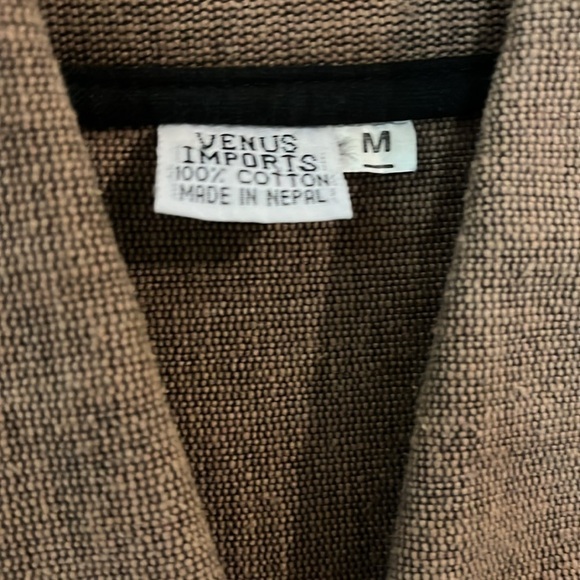 VENUS
IMPORTS
100% COTTON
MADE IN NEPAL
M